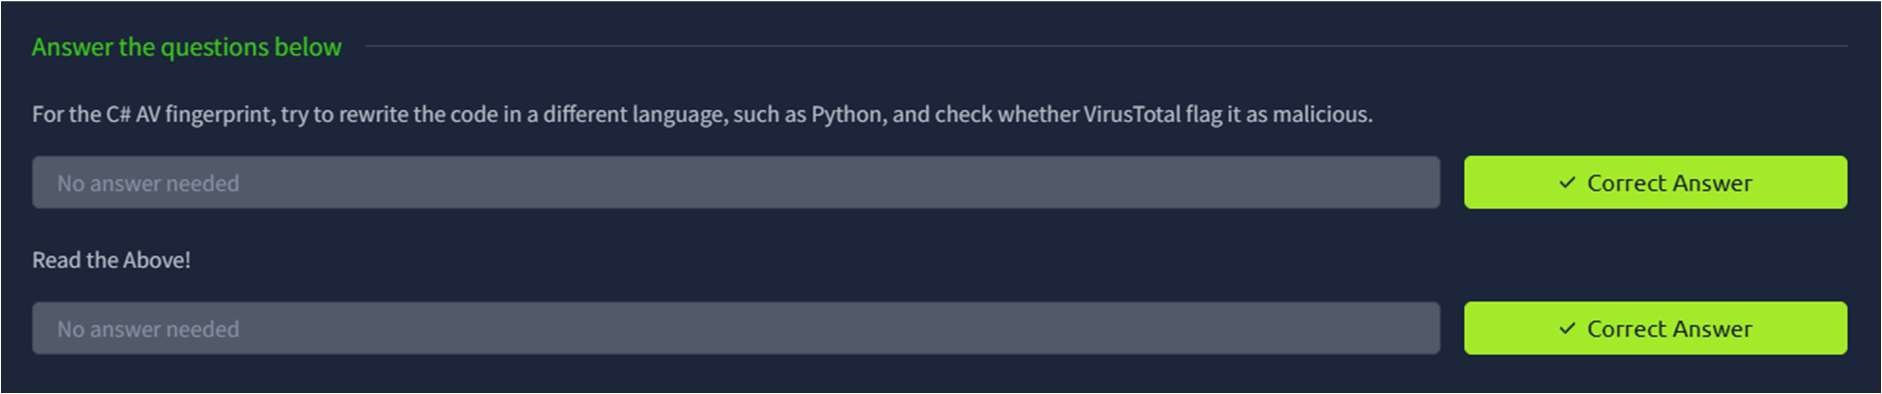 Answer the questions below
For the C# AV fingerprint, try to rewrite the code in a different language, such as Python, and check whether VirusTotal flag it as malicious.
No answer needed
✓ Correct Answer
Read the Above!
No answer needed
✓ Correct Answer